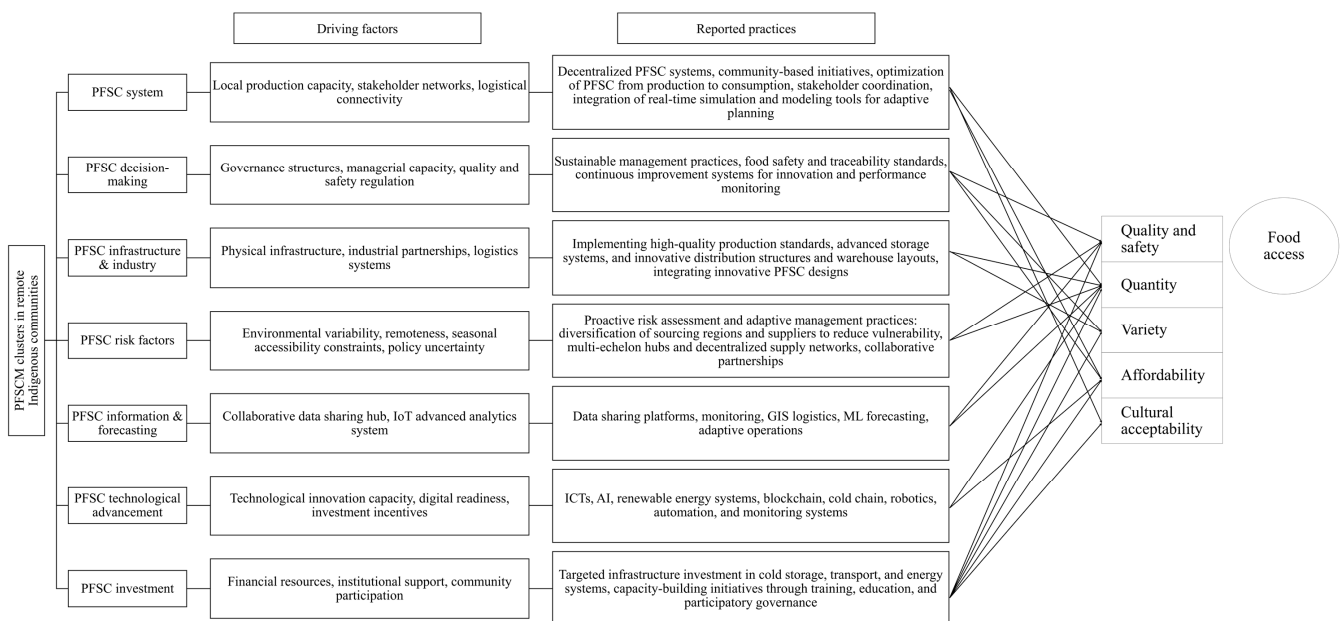 Driving factors
Reported practices
PFSCM clusters in remote
Indigenous communities
PFSC system
Local production capacity, stakeholder networks, logistical
connectivity
Decentralized PFSC systems, community-based initiatives, optimization
of PFSC from production to consumption, stakeholder coordination,
integration of real-time simulation and modeling tools for adaptive
planning
PFSC decision-
making
Governance structures, managerial capacity, quality and
safety regulation
Sustainable management practices, food safety and traceability standards,
continuous improvement systems for innovation and performance
monitoring
PFSC infrastructure
& industry
Physical infrastructure, industrial partnerships, logistics
systems
Implementing high-quality production standards, advanced storage
systems, and innovative distribution structures and warehouse layouts,
integrating innovative PFSC designs
PFSC risk factors
Environmental variability, remoteness, seasonal
accessibility constraints, policy uncertainty
Proactive risk assessment and adaptive management practices:
diversification of sourcing regions and suppliers to reduce vulnerability,
multi-echelon hubs and decentralized supply networks, collaborative
partnerships
PFSC information &
forecasting
Collaborative data sharing hub, IoT advanced analytics
system
Data sharing platforms, monitoring, GIS logistics, ML forecasting,
adaptive operations
PFSC technological
advancement
Technological innovation capacity, digital readiness,
investment incentives
ICTs, AI, renewable energy systems, blockchain, cold chain, robotics,
automation, and monitoring systems
PFSC investment
Financial resources, institutional support, community
participation
Targeted infrastructure investment in cold storage, transport, and energy
systems, capacity-building initiatives through training, education, and
participatory governance
Quality and
safety
Quantity
Variety
Affordability
Cultural
acceptability
Food
access